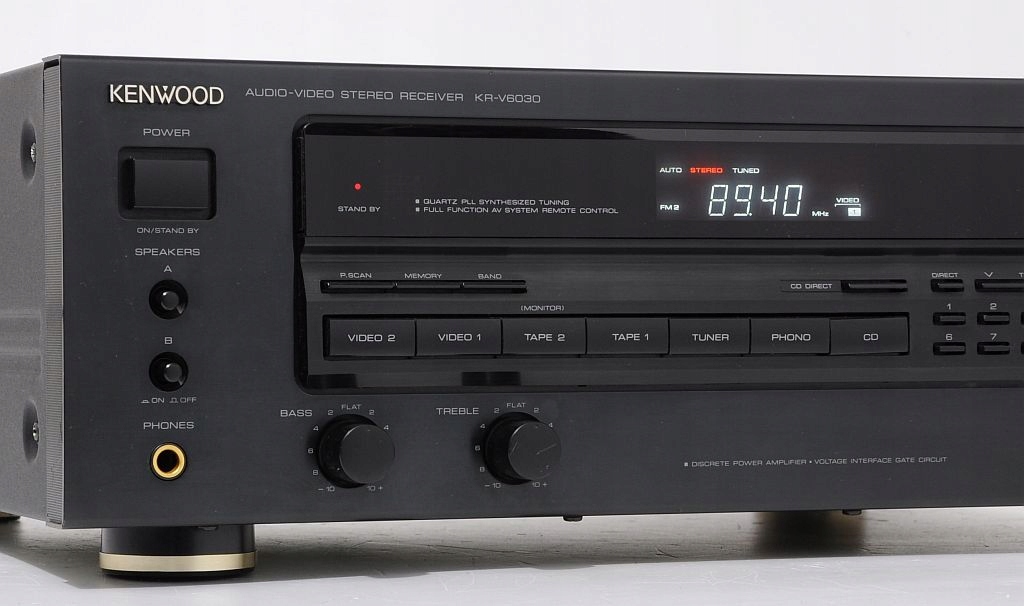 KENWOOD AUDIO-VIDEO STEREO RECEIVER KR-V6030
POWER
ON/STAND BY
SPEAKERS
A
B
ON OFF
PHONES
STAND BY
QUARTZ PLL SYNTHESIZED TUNING
FULL FUNCTION AV SYSTEM REMOTE CONTROL
AUTO STEREO TUNED
FM 2 89.40 MHz
VIDEO
P.SCAN MEMORY BAND
CD DIRECT
DIRECT
1 2
6 7
(MONITOR)
VIDEO 2 VIDEO 1 TAPE 2 TAPE 1 TUNER PHONO CD
BASS
2 FLAT 2
4 4
6 6
8 8
-10 10+
TREBLE
2 FLAT 2
4 4
6 6
8 8
-10 10+
DISCRETE POWER AMPLIFIER • VOLTAGE INTERFACE GATE CIRCUIT